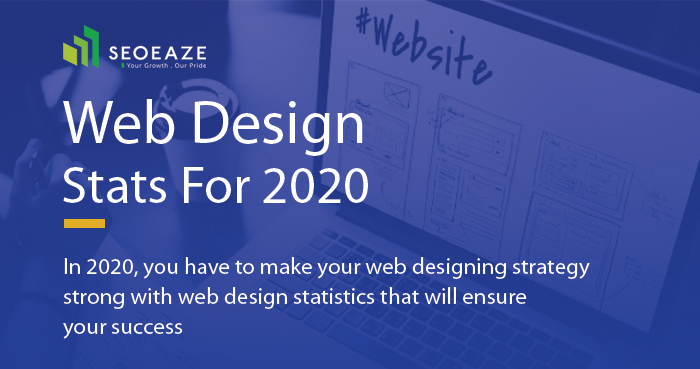 SEOEAZE
Your Growth . Our Pride
#Website
Web Design
Stats For 2020
In 2020, you have to make your web designing strategy
strong with web design statistics that will ensure
your success